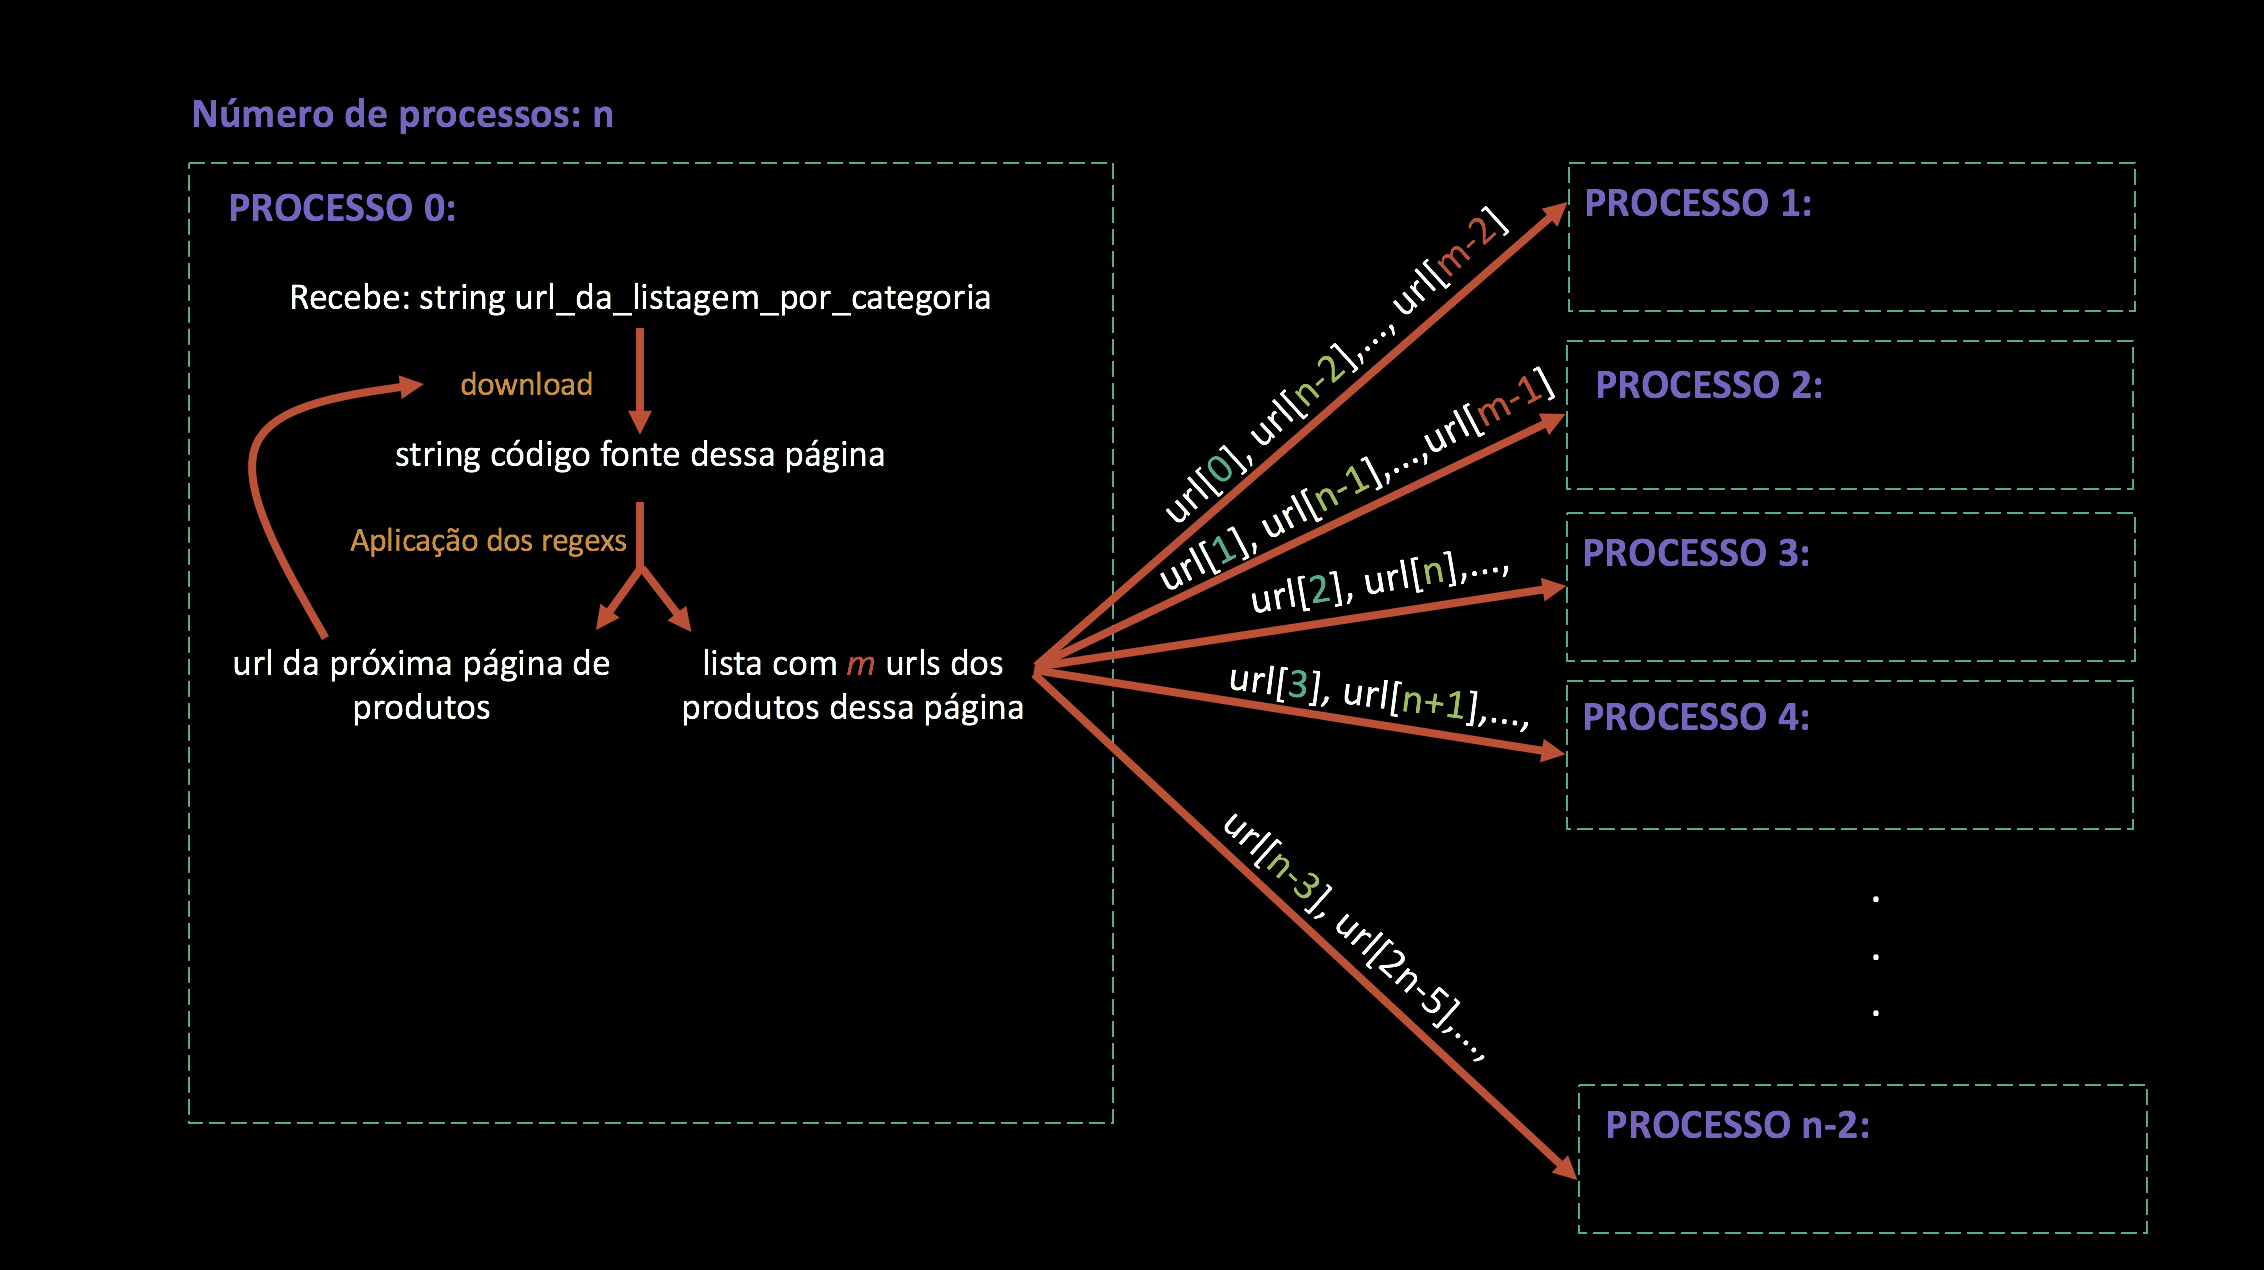 Número de processos: n
PROCESSO 0:
Recebe: string url_da_listagem_por_categoria
download
string código fonte dessa página
Aplicação dos regexs
url da próxima página de
produtos
lista com m urls dos
produtos dessa página
url[0], url[n-2],..., url[m-2]
url[1], url[n-1],...,url[m-1]
url[2], url[n],...,
url[3], url[n+1],...,
url[n-3], url[2n-5],...,
PROCESSO 1:
PROCESSO 2:
PROCESSO 3:
PROCESSO 4:
.
.
.
PROCESSO n-2: